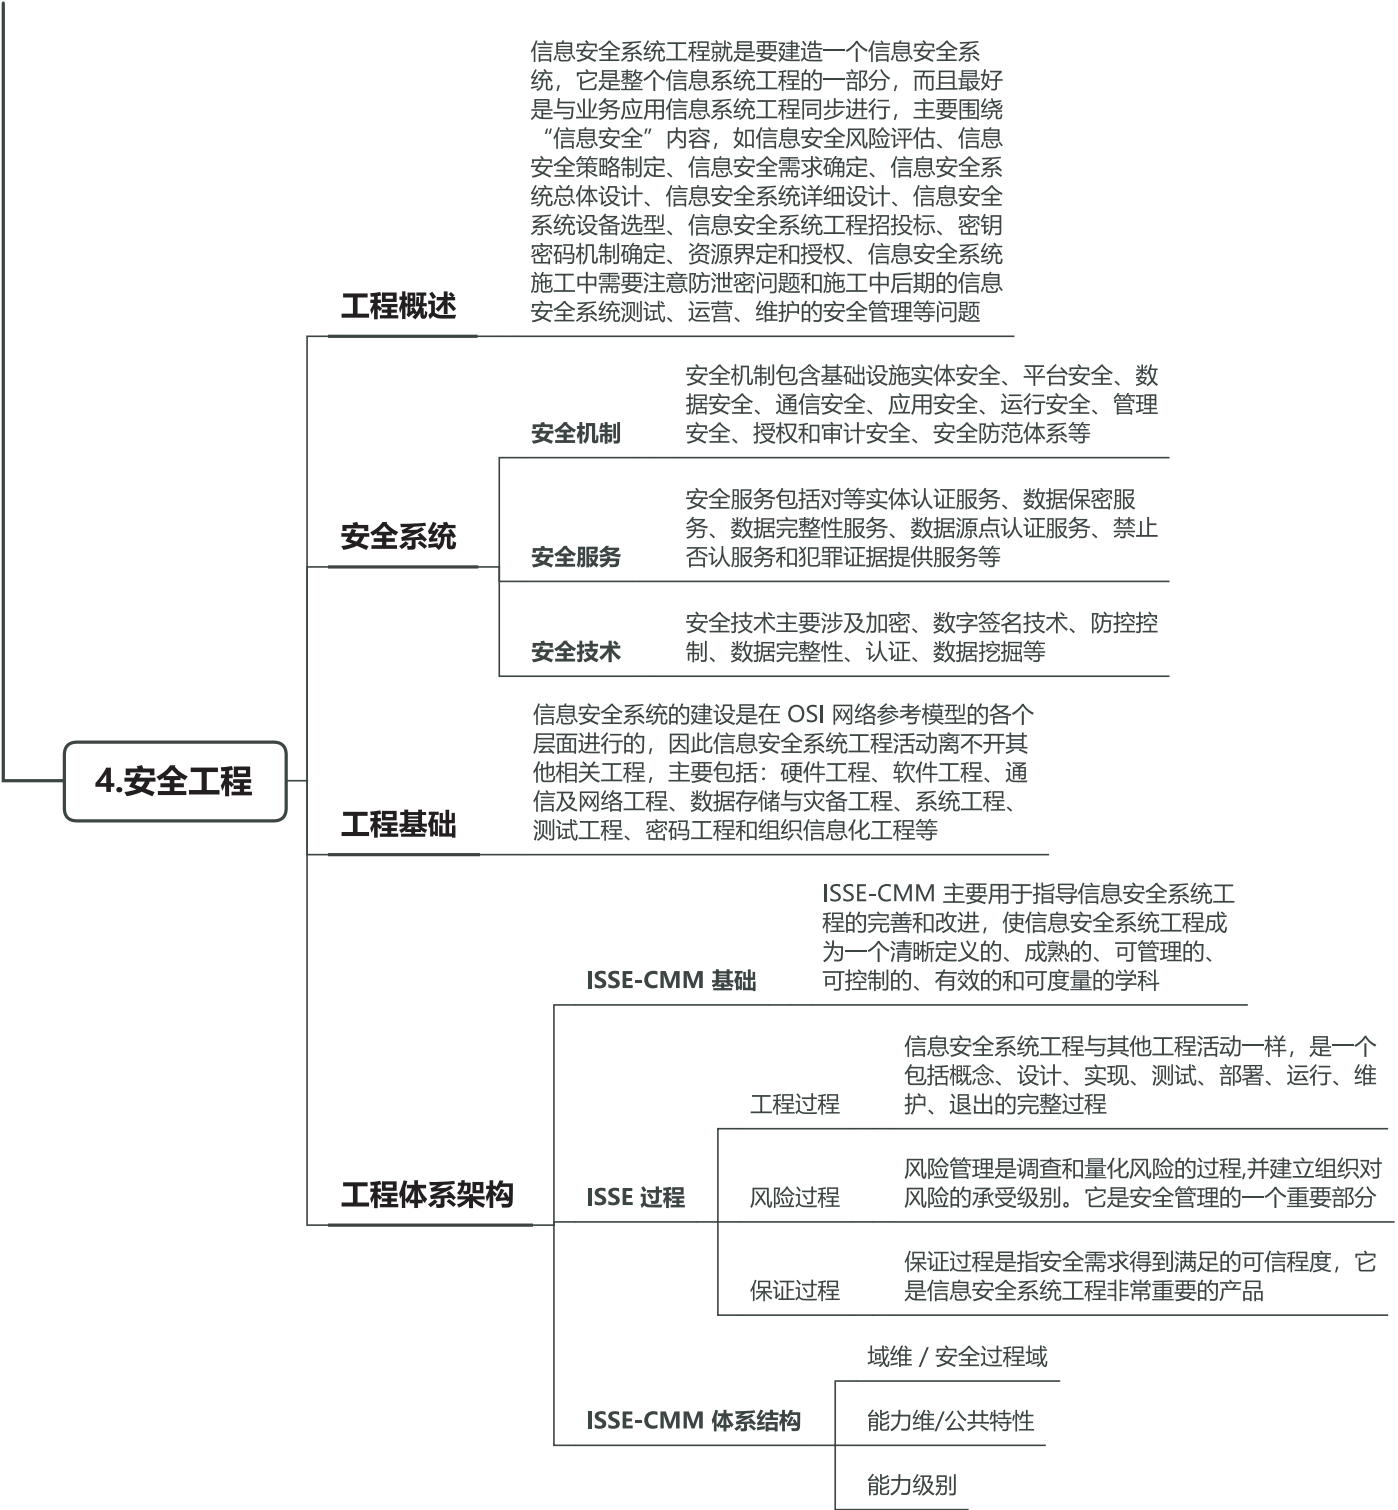 4.安全工程
工程概述
信息安全系统工程就是要建造一个信息安全系
统，它是整个信息系统工程的一部分，而且最好
是与业务应用信息系统工程同步进行，主要围绕
“信息安全”内容，如信息安全风险评估、信息
安全策略制定、信息安全需求确定、信息安全系
统总体设计、信息安全系统详细设计、信息安全
系统设备选型、信息安全系统工程招投标、密钥
密码机制确定、资源界定和授权、信息安全系统
施工中需要注意防泄密问题和施工中后期的信息
安全系统测试、运营、维护的安全管理等问题
安全系统
安全机制
安全机制包含基础设施实体安全、平台安全、数
据安全、通信安全、应用安全、运行安全、管理
安全、授权和审计安全、安全防范体系等
安全服务
安全服务包括对等实体认证服务、数据保密服
务、数据完整性服务、数据源点认证服务、禁止
否认服务和犯罪证据提供服务等
安全技术
安全技术主要涉及加密、数字签名技术、防控控
制、数据完整性、认证、数据挖掘等
工程基础
信息安全系统的建设是在 OSI 网络参考模型的各个
层面进行的，因此信息安全系统工程活动离不开其
他相关工程，主要包括：硬件工程、软件工程、通
信及网络工程、数据存储与灾备工程、系统工程、
测试工程、密码工程和组织信息化工程等
工程体系架构
ISSE-CMM 基础
ISSE-CMM 主要用于指导信息安全系统工
程的完善和改进，使信息安全系统工程成
为一个清晰定义的、成熟的、可管理的、
可控制的、有效的和可度量的学科
ISSE 过程
工程过程
信息安全系统工程与其他工程活动一样，是一个
包括概念、设计、实现、测试、部署、运行、维
护、退出的完整过程
风险过程
风险管理是调查和量化风险的过程,并建立组织对
风险的承受级别。它是安全管理的一个重要部分
保证过程
保证过程是指安全需求得到满足的可信程度，它
是信息安全系统工程非常重要的产品
ISSE-CMM 体系结构
域维 / 安全过程域
能力维/公共特性
能力级别